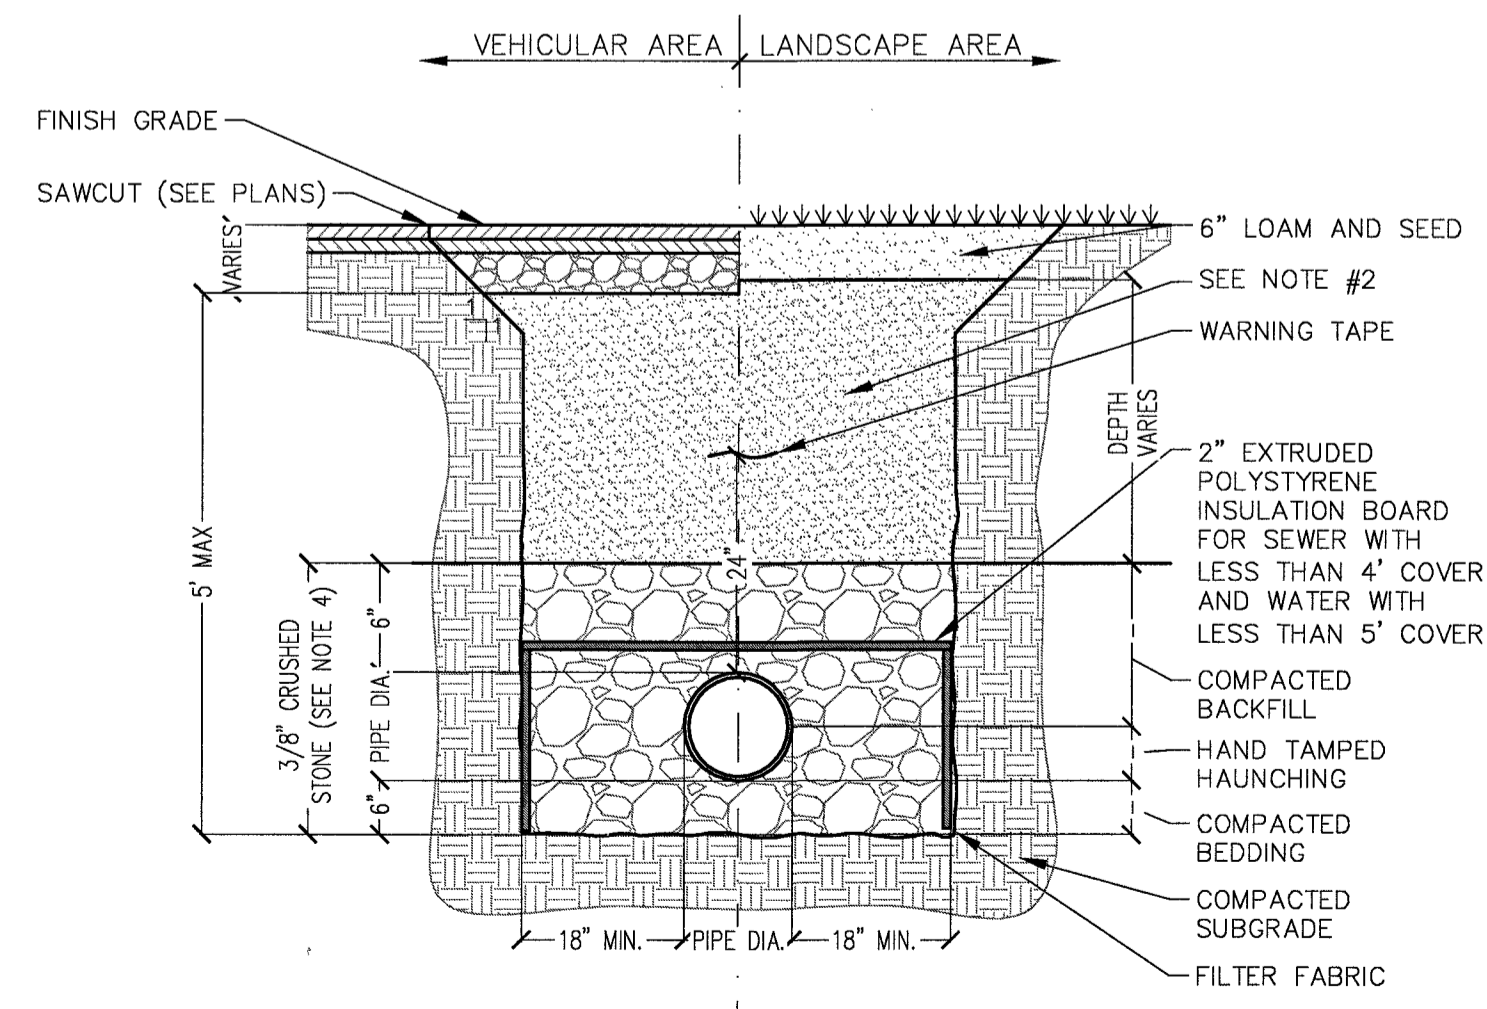 VEHICULAR AREA
LANDSCAPE AREA
FINISH GRADE
SAWCUT (SEE PLANS)
VARIES
6" LOAM AND SEED
SEE NOTE #2
WARNING TAPE
DEPTH
VARIES
2" EXTRUDED
POLYSTYRENE
INSULATION BOARD
FOR SEWER WITH
LESS THAN 4' COVER
AND WATER WITH
LESS THAN 5' COVER
1
1
5' MAX
24"
3/8" CRUSHED
STONE (SEE NOTE 4)
6"
PIPE DIA.
6"
COMPACTED
BACKFILL
HAND TAMPED
HAUNCHING
COMPACTED
BEDDING
COMPACTED
SUBGRADE
FILTER FABRIC
18" MIN.
PIPE DIA.
18" MIN.